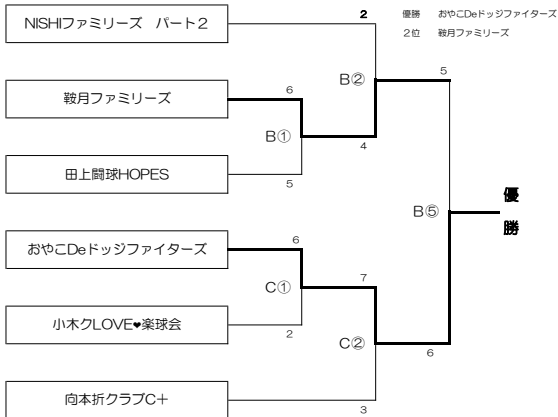 NISHIファミリーズ　パート2
2
優勝　おやこDeドッジファイターズ
2位　鞍月ファミリーズ
B②
5
鞍月ファミリーズ
6
B①
4
田上闘球HOPES
5
優
勝
B⑤
おやこDeドッジファイターズ
6
C①
7
小木クLOVE♥楽球会
2
C②
6
向本折クラブC＋
3